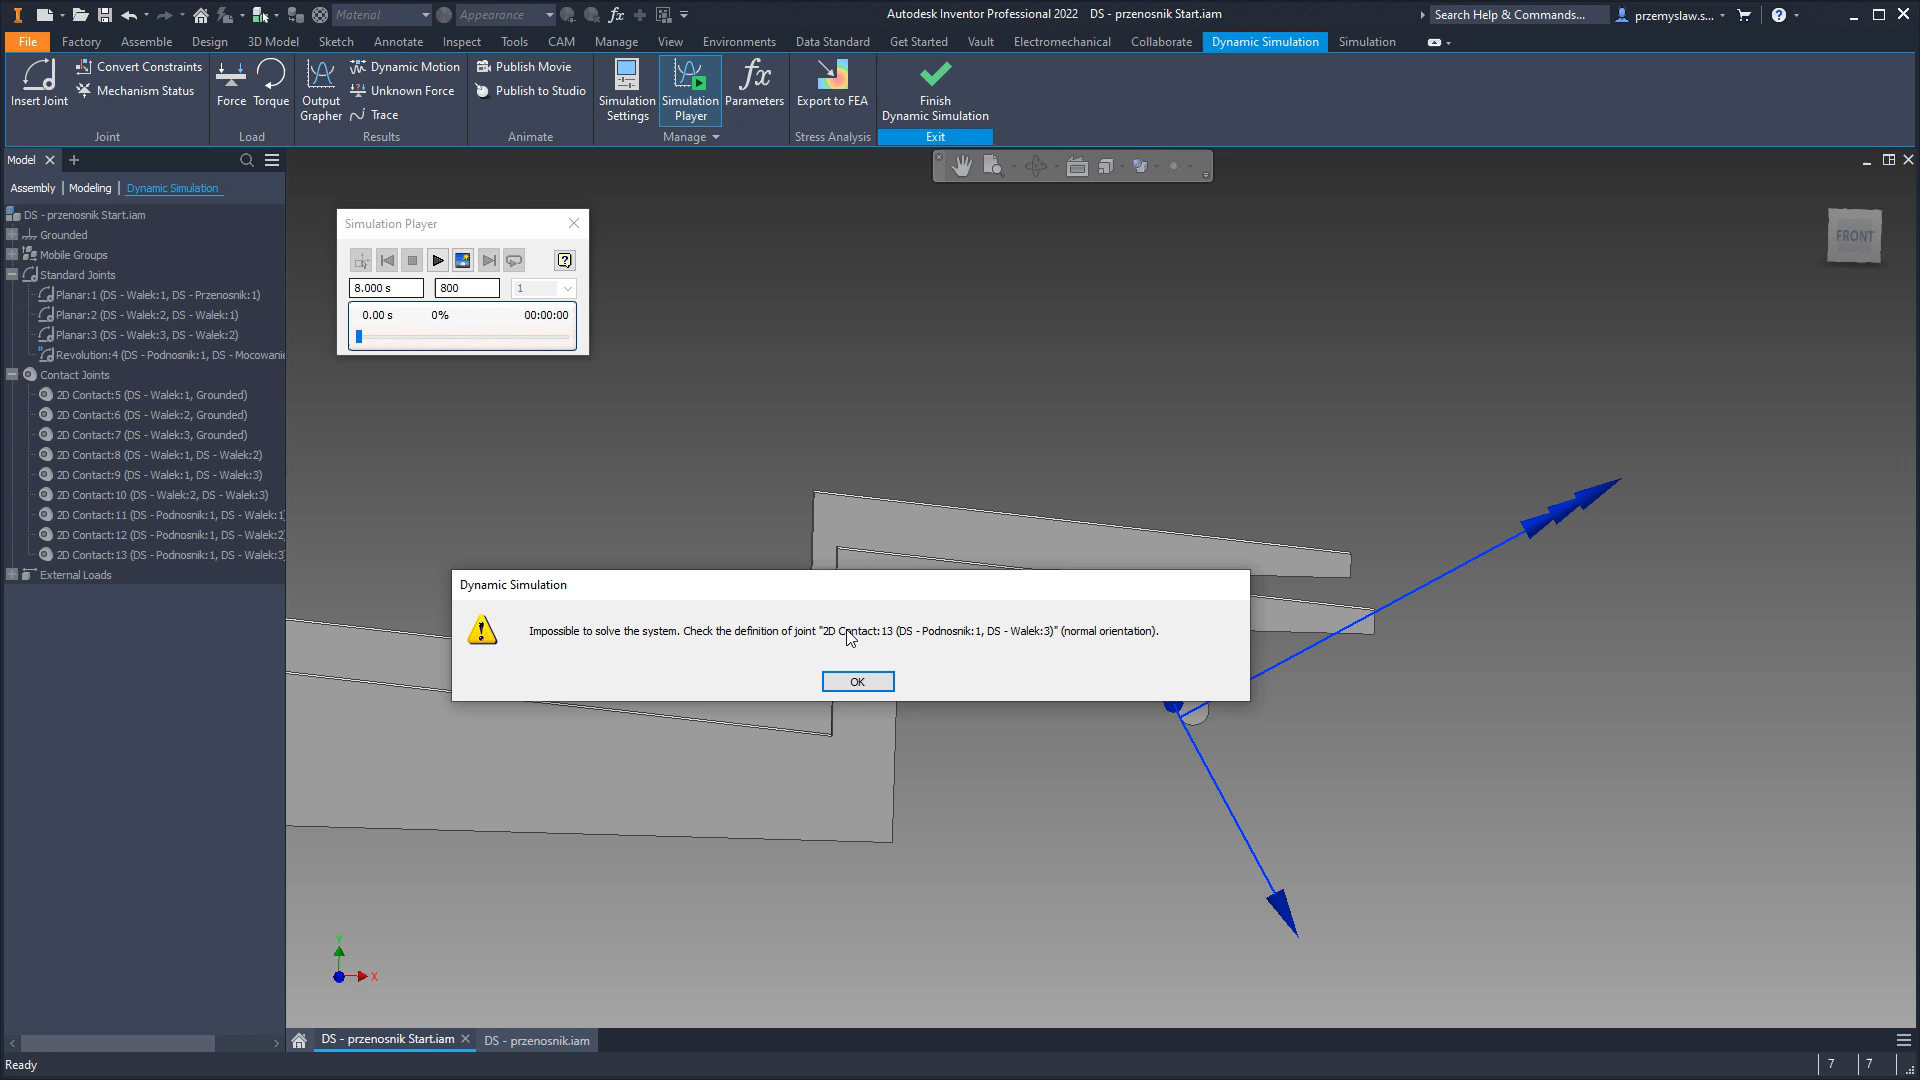 Material
Appearance
Autodesk Inventor Professional 2022 DS - przenosnik Start.iam
Search Help & Commands...
przemyslaw.s...
File Factory Assemble Design 3D Model Sketch Annotate Inspect Tools CAM Manage View Environments Data Standard Get Started Vault Electromechanical Collaborate Dynamic Simulation Simulation
Insert Joint
Convert Constraints
Mechanism Status
Joint
Force
Torque
Load
Output Grapher
Dynamic Motion
Unknown Force
Trace
Results
Publish Movie
Publish to Studio
Animate
Simulation Settings
Simulation Player
fx
Parameters
Manage
Export to FEA
Stress Analysis
Finish
Dynamic Simulation
Exit
Model
Assembly | Modeling | Dynamic Simulation
DS - przenosnik Start.iam
Grounded
Mobile Groups
Standard Joints
Planar:1 (DS - Walek:1, DS - Przenosnik:1)
Planar:2 (DS - Walek:2, DS - Walek:1)
Planar:3 (DS - Walek:3, DS - Walek:2)
Revolution:4 (DS - Podnosnik:1, DS - Mocowanie
Contact Joints
2D Contact:5 (DS - Walek:1, Grounded)
2D Contact:6 (DS - Walek:2, Grounded)
2D Contact:7 (DS - Walek:3, Grounded)
2D Contact:8 (DS - Walek:1, DS - Walek:2)
2D Contact:9 (DS - Walek:1, DS - Walek:3)
2D Contact:10 (DS - Walek:2, DS - Walek:3)
2D Contact:11 (DS - Podnosnik:1, DS - Walek:1)
2D Contact:12 (DS - Podnosnik:1, DS - Walek:2)
2D Contact:13 (DS - Podnosnik:1, DS - Walek:3)
External Loads
Simulation Player
8.000 s 800 1
0.00 s 0% 00:00:00
FRONT
Dynamic Simulation
Impossible to solve the system. Check the definition of joint "2D Contact:13 (DS - Podnosnik:1, DS - Walek:3)" (normal orientation).
OK
Y
X
DS - przenosnik Start.iam
DS - przenosnik.iam
Ready
7 7